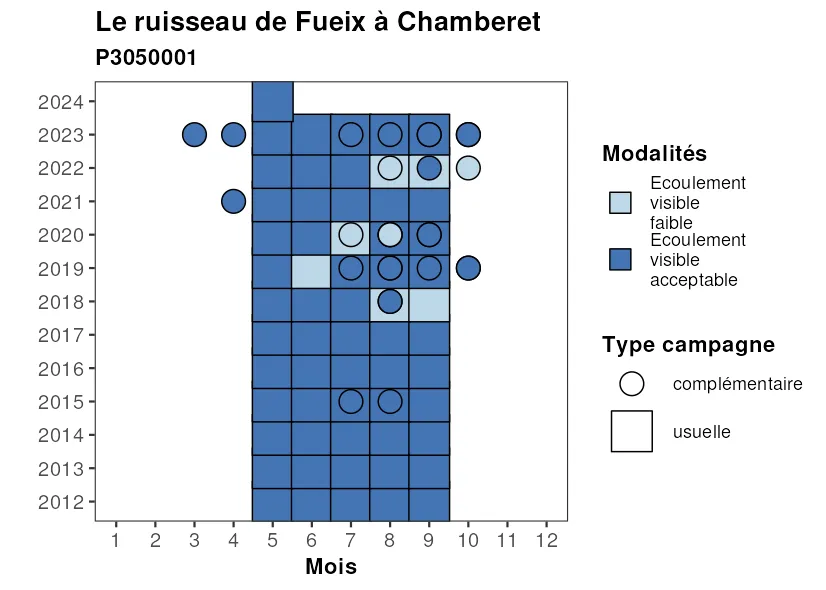 Le ruisseau de Fueix à Chamberet
P3050001
2024
2023
2022
2021
2020
2019
2018
2017
2016
2015
2014
2013
2012
1 2 3 4 5 6 7 8 9 10 11 12
Mois
Modalités
Ecoulement
visible
faible
Ecoulement
visible
acceptable
Type campagne
complémentaire
usuelle